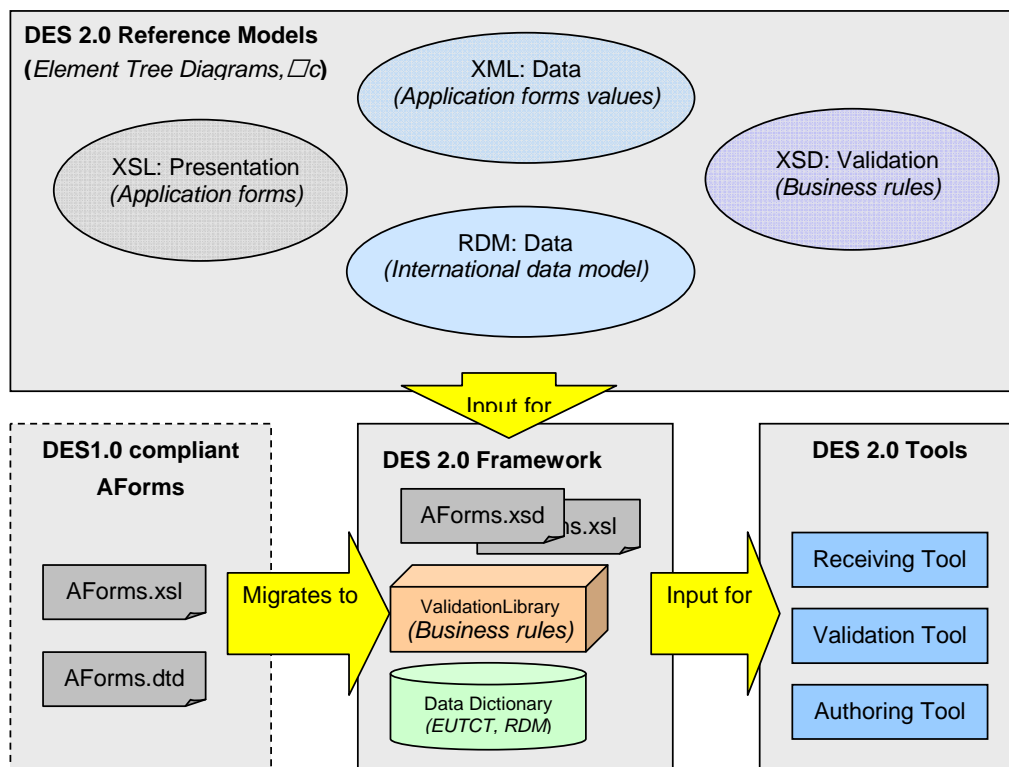 DES 2.0 Reference Models
(Element Tree Diagrams,□c)
XML: Data
(Application forms values)
XSL: Presentation
(Application forms)
XSD: Validation
(Business rules)
RDM: Data
(International data model)
Input for
DES1.0 compliant
AForms
AForms.xsl
AForms.dtd
Migrates to
DES 2.0 Framework
AForms.xsd
ms.xsl
ValidationLibrary
(Business rules)
Data Dictionary
(EUTCT, RDM)
Input for
DES 2.0 Tools
Receiving Tool
Validation Tool
Authoring Tool